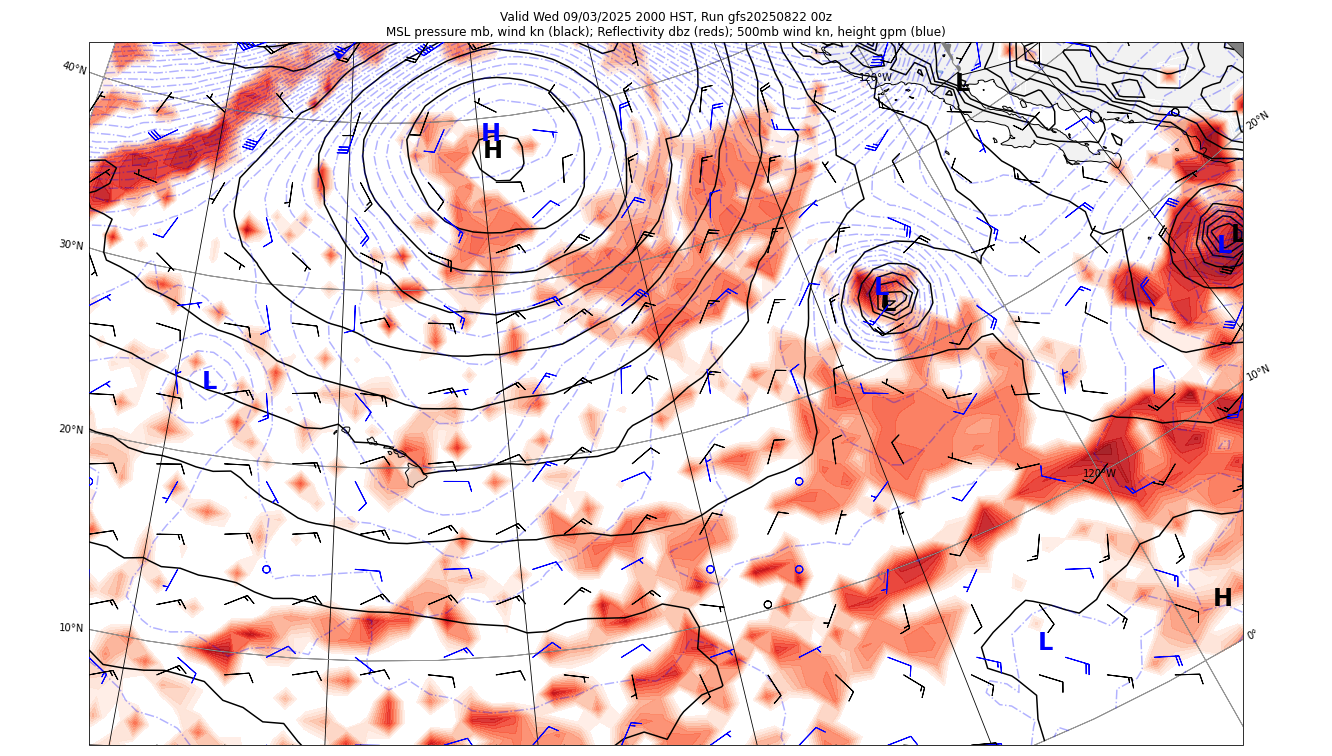 Valid Wed 09/03/2025 2000 HST, Run gfs20250822 00z
MSL pressure mb, wind kn (black); Reflectivity dbz (reds); 500mb wind kn, height gpm (blue)
40°N
120°W
L
20°N
H
H
30°N
L
L
L
L
10°N
L
20°N
120°W
H
10°N
L
0°